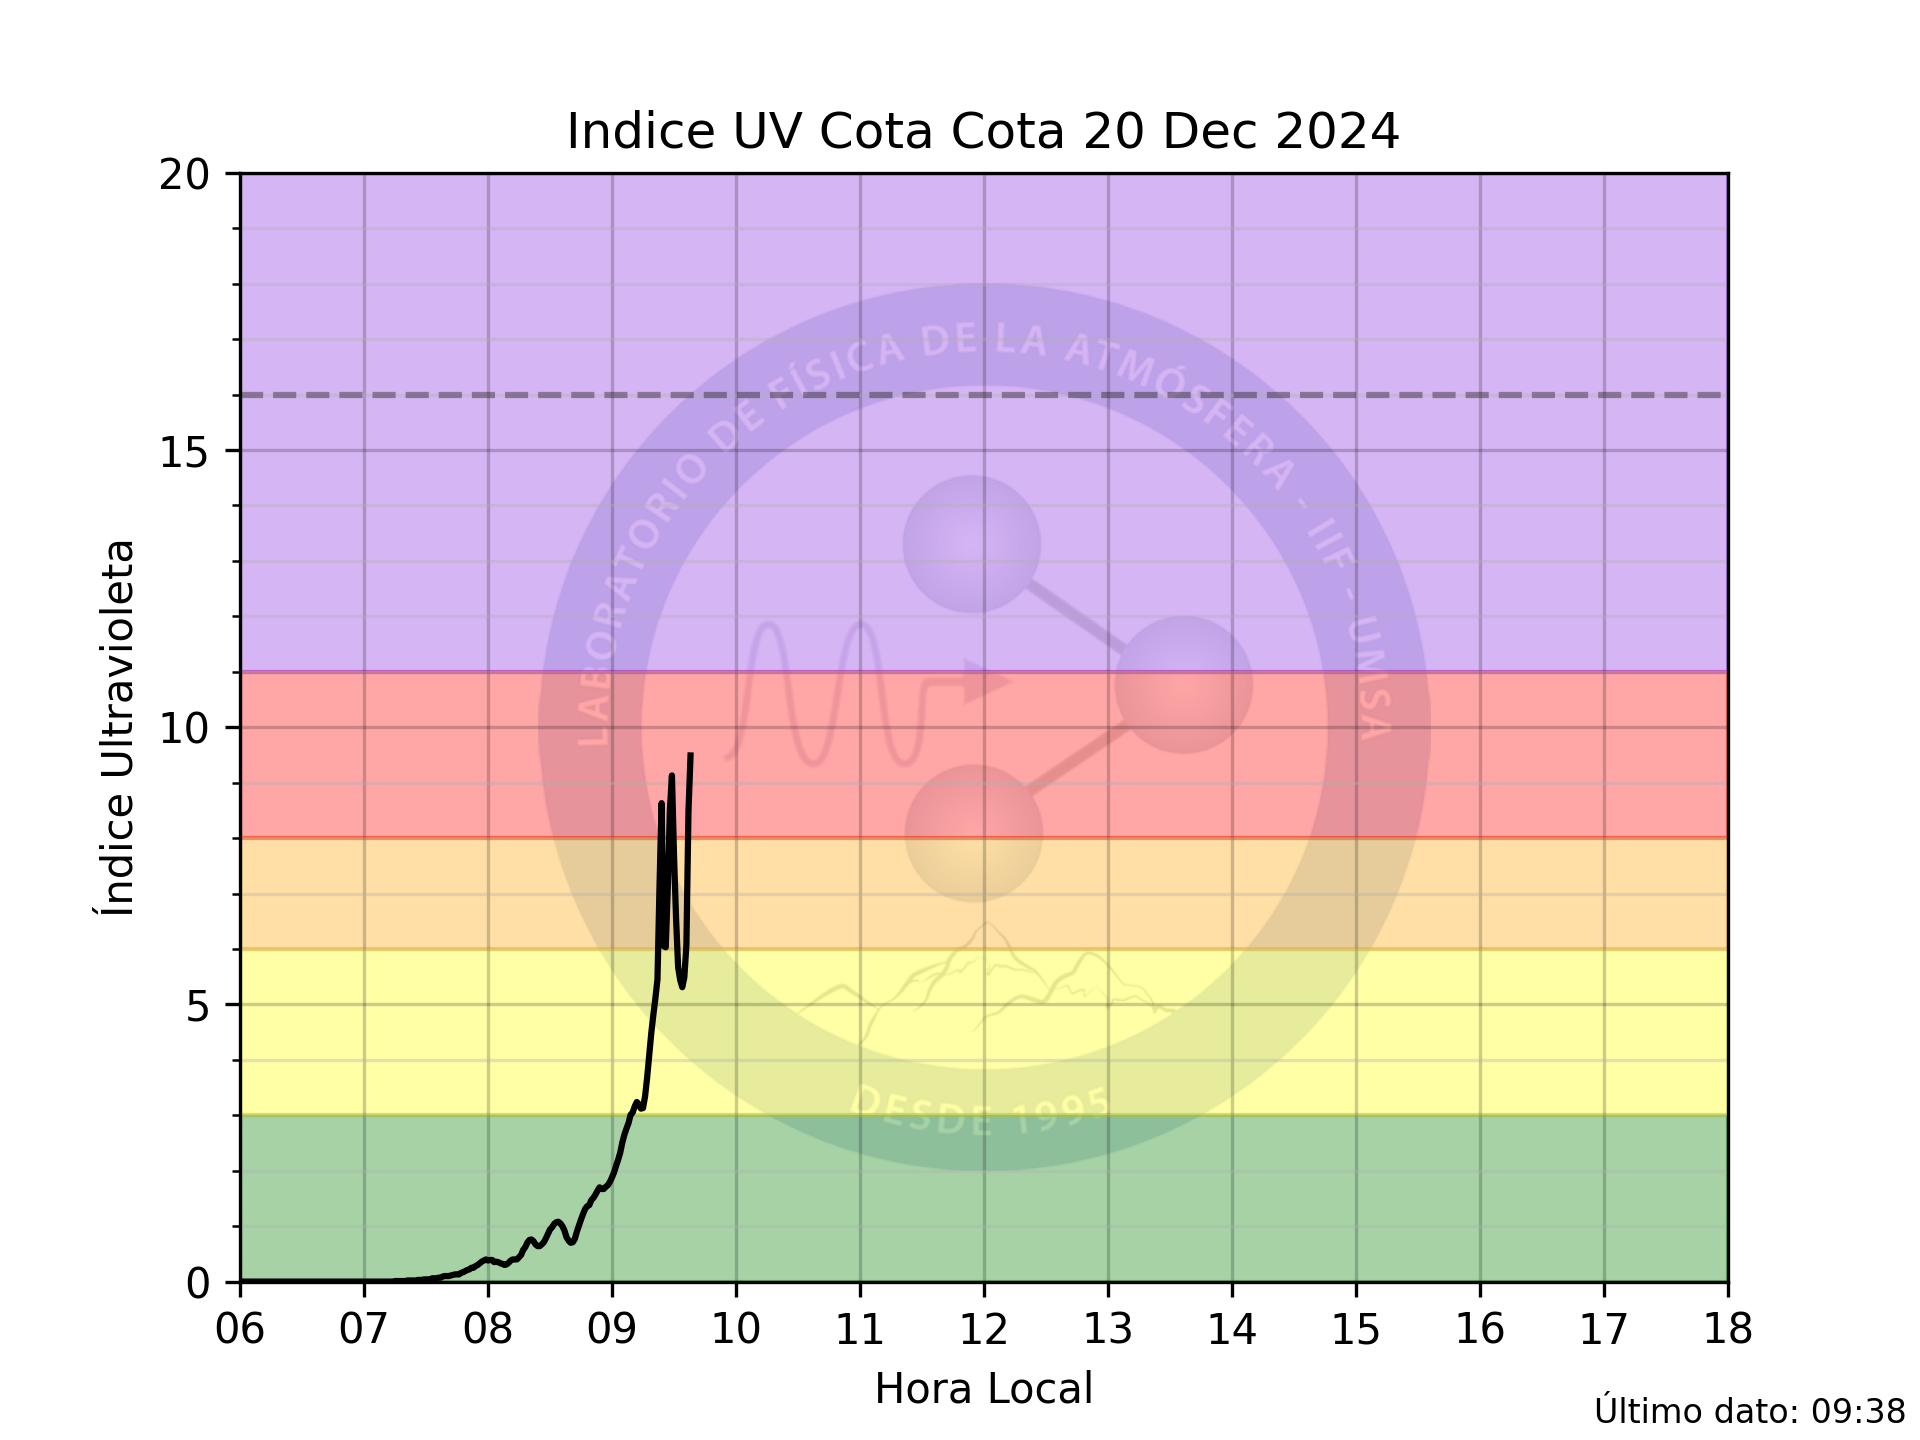 Indice UV Cota Cota 20 Dec 2024
20
15
10
5
0
Índice Ultravioleta
LABORATORIO DE FÍSICA DE LA ATMÓSFERA - IIF - UMSA
DESDE 1995
06 07 08 09 10 11 12 13 14 15 16 17 18
Hora Local
Último dato: 09:38